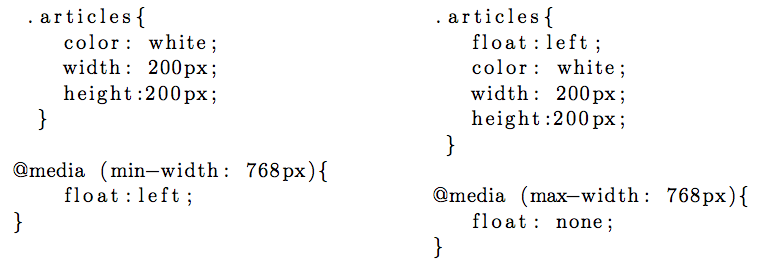 .articles{
color: white;
width: 200px;
height:200px;
}
@media (min-width: 768px){
float:left;
}
.articles{
float:left;
color: white;
width: 200px;
height:200px;
}
@media (max-width: 768px){
float: none;
}